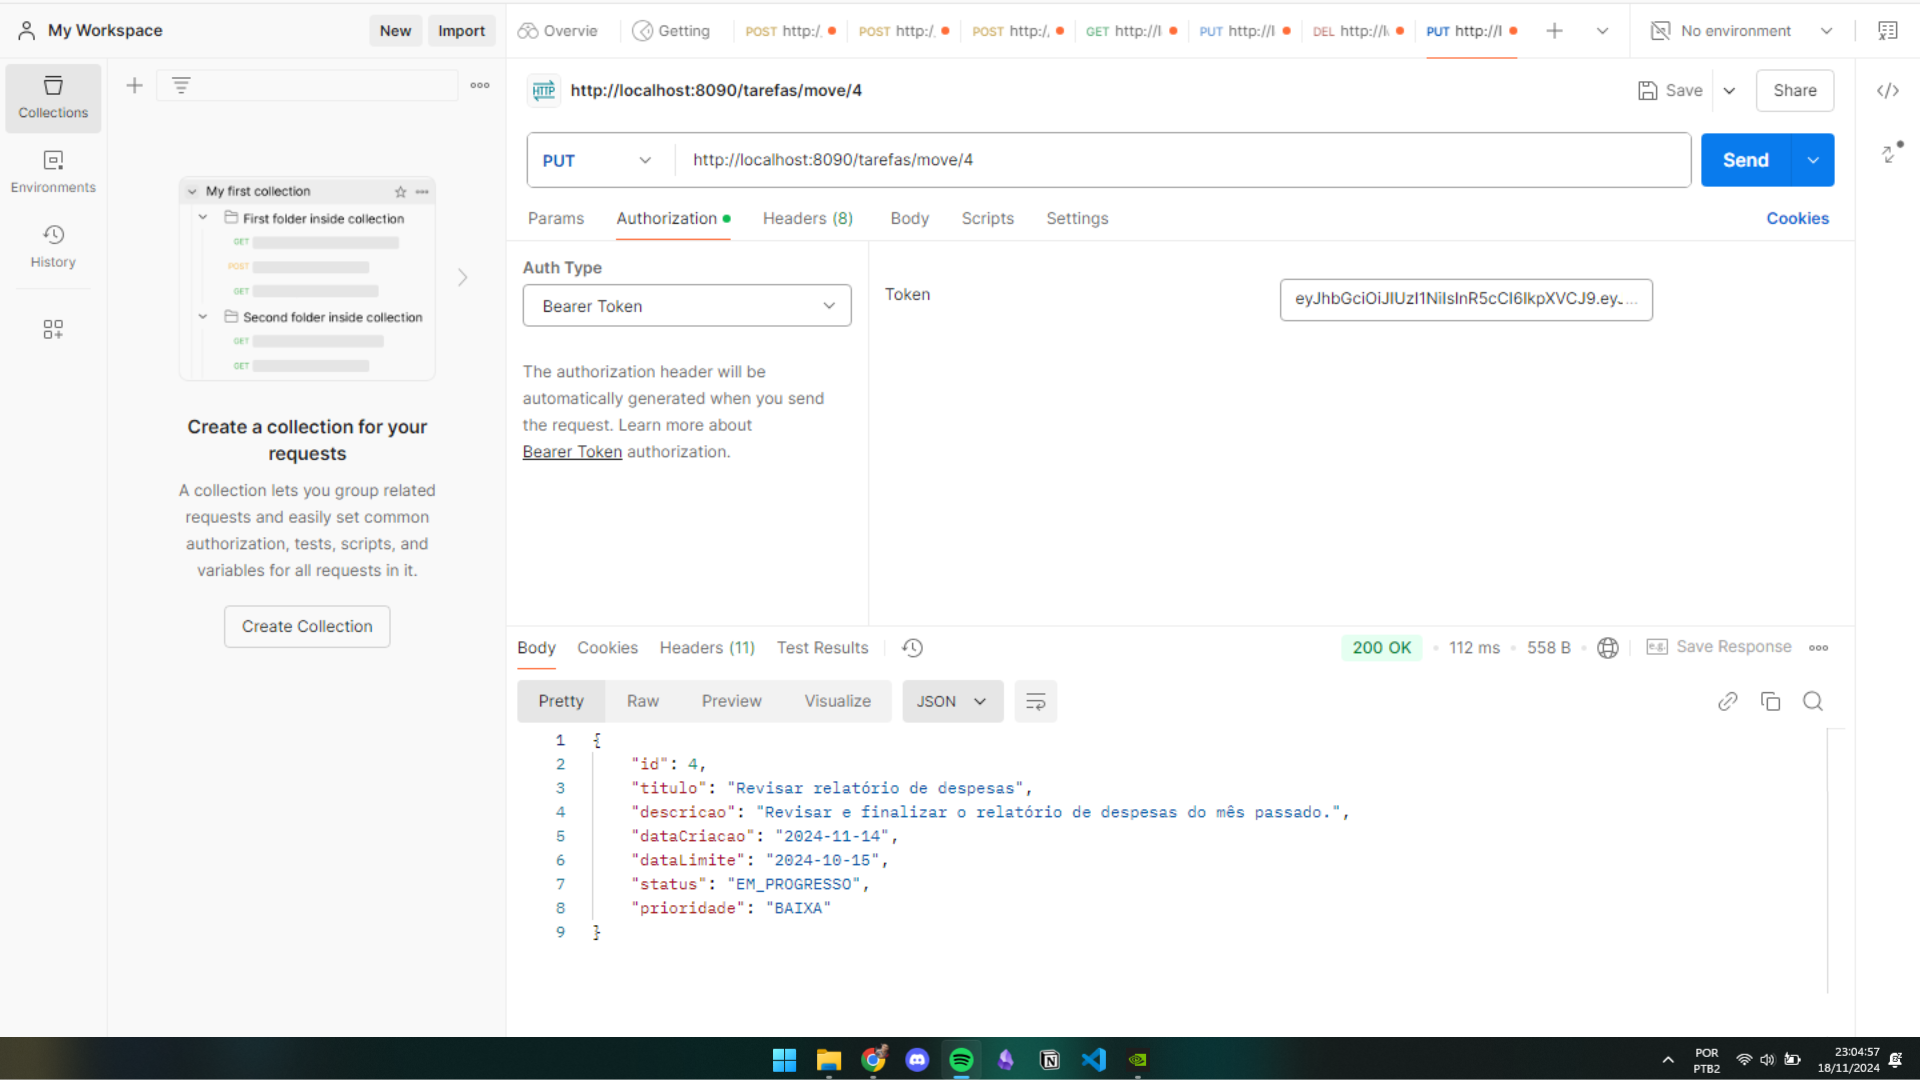 My Workspace
New
Import
Overvie
Getting
POST http:/
POST http:/
POST http:/
GET http://l
PUT http://l
DEL http://l
PUT http://l
No environment
Collections
Environments
History
My first collection
First folder inside collection
GET
POST
GET
Second folder inside collection
GET
GET
Create a collection for your
requests
A collection lets you group related
requests and easily set common
authorization, tests, scripts, and
variables for all requests in it.
Create Collection
HTTP
http://localhost:8090/tarefas/move/4
Save
Share
PUT
http://localhost:8090/tarefas/move/4
Send
Params
Authorization
Headers (8)
Body
Scripts
Settings
Cookies
Auth Type
Bearer Token
The authorization header will be
automatically generated when you send
the request. Learn more about
Bearer Token authorization.
Token
eyJhbGciOiJIUzI1NiIsInR5cCI6IkpXVCJ9.ey...
Body
Cookies
Headers (11)
Test Results
200 OK
112 ms
558 B
e.g.
Save Response
Pretty
Raw
Preview
Visualize
JSON
1 {
2 "id": 4,
3 "titulo": "Revisar relatório de despesas",
4 "descricao": "Revisar e finalizar o relatório de despesas do mês passado.",
5 "dataCriacao": "2024-11-14",
6 "dataLimite": "2024-10-15",
7 "status": "EM_PROGRESSO",
8 "prioridade": "BAIXA"
9 }
POR
PTB2
23:04:57
18/11/2024